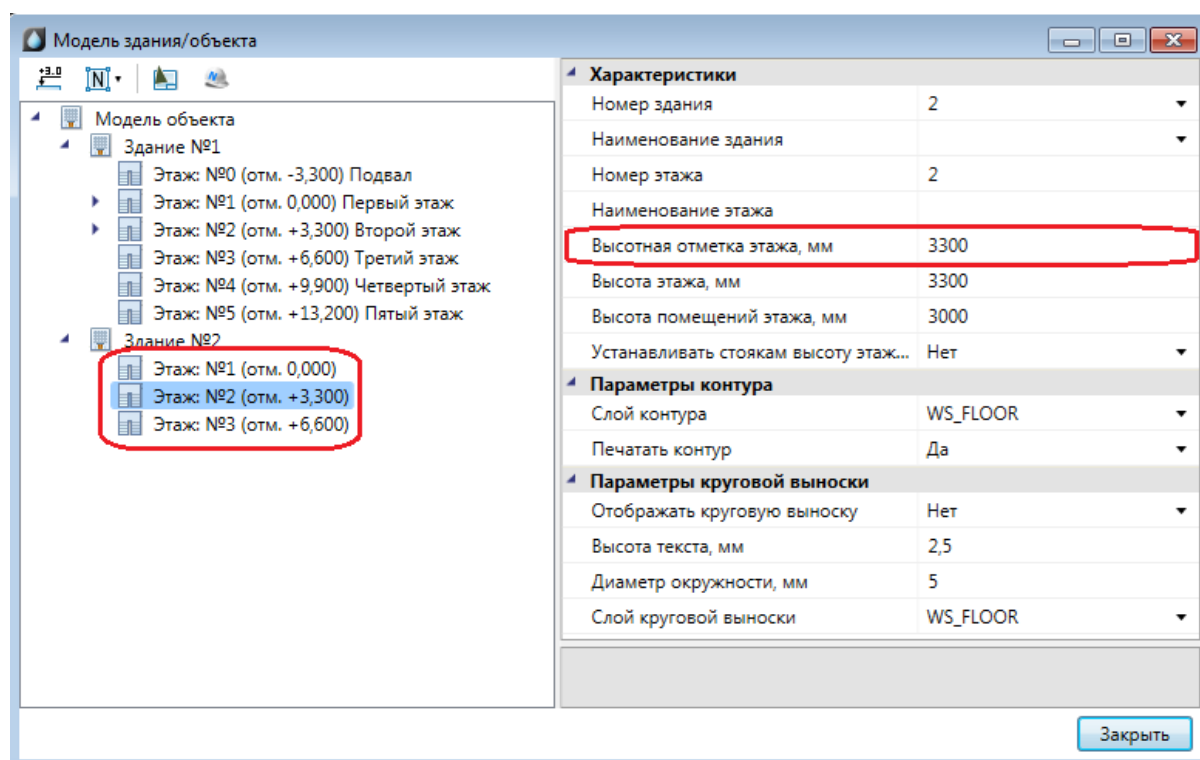 Модель здания/объекта
+3.0
N
Модель объекта
Здание №1
Этаж: №0 (отм. -3,300) Подвал
Этаж: №1 (отм. 0,000) Первый этаж
Этаж: №2 (отм. +3,300) Второй этаж
Этаж: №3 (отм. +6,600) Третий этаж
Этаж: №4 (отм. +9,900) Четвертый этаж
Этаж: №5 (отм. +13,200) Пятый этаж
Здание №2
Этаж: №1 (отм. 0,000)
Этаж: №2 (отм. +3,300)
Этаж: №3 (отм. +6,600)
Характеристики
Номер здания 2
Наименование здания
Номер этажа 2
Наименование этажа
Высотная отметка этажа, мм 3300
Высота этажа, мм 3300
Высота помещений этажа, мм 3000
Устанавливать стоякам высоту этаж... Нет
Параметры контура
Слой контура WS_FLOOR
Печатать контур Да
Параметры круговой выноски
Отображать круговую выноску Нет
Высота текста, мм 2,5
Диаметр окружности, мм 5
Слой круговой выноски WS_FLOOR
Закрыть